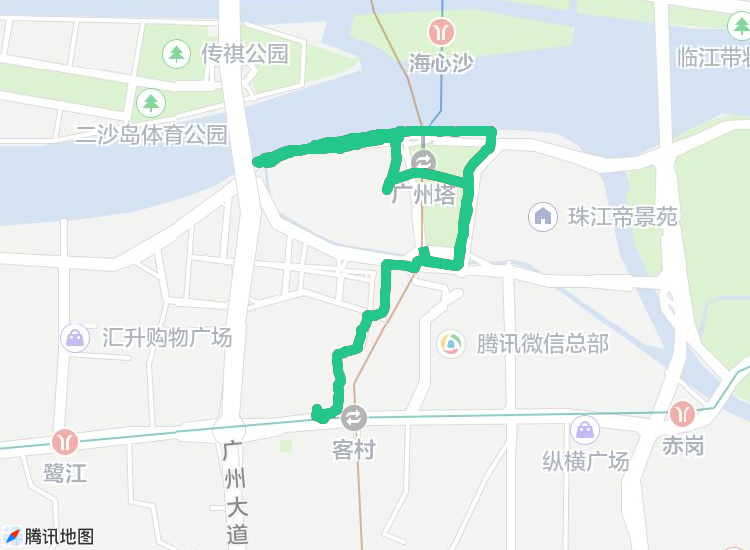 传祺公园
海心沙
临江带状
二沙岛体育公园
广州塔
珠江帝景苑
汇升购物广场
腾讯微信总部
客村
鹭江
赤岗
纵横广场
广州大道
腾讯地图